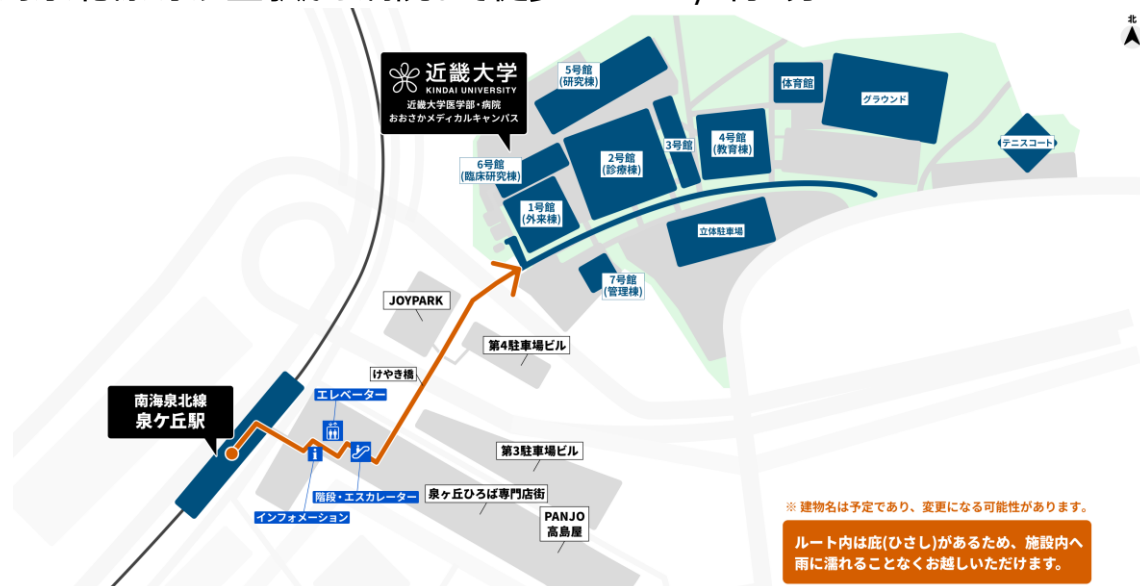 北
近畿大学
KINDAI UNIVERSITY
近畿大学医学部・病院
おおさかメディカルキャンパス
5号館
(研究棟)
体育館
グラウンド
テニスコート
3号館
4号館
(教育棟)
2号館
(診療棟)
6号館
(臨床研究棟)
1号館
(外来棟)
立体駐車場
7号館
(管理棟)
JOYPARK
第4駐車場ビル
けやき橋
エレベーター
南海泉北線
泉ケ丘駅
第3駐車場ビル
階段・エスカレーター
泉ヶ丘ひろば専門店街
インフォメーション
PANJO
高島屋
※ 建物名は予定であり、変更になる可能性があります。
ルート内は庇(ひさし)があるため、施設内へ
雨に濡れることなくお越しいただけます。